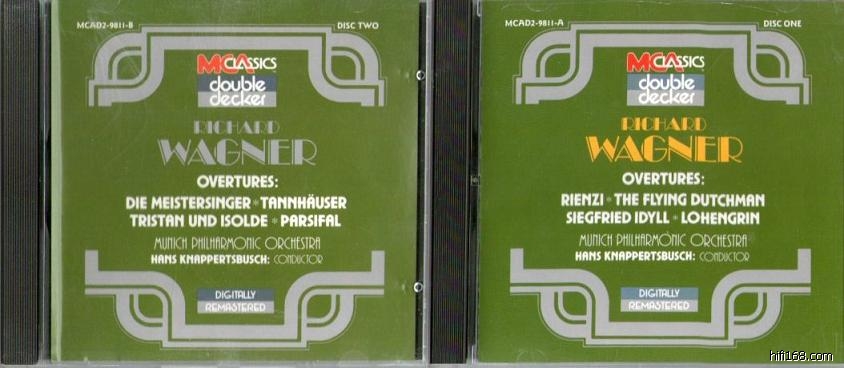 MCAD2-9811-B
DISC TWO
MCA CLASSICS
double
decker
RICHARD
WAGNER
OVERTURES:
DIE MEISTERSINGER * TANNHÄUSER
TRISTAN UND ISOLDE * PARSIFAL
MUNICH PHILHARMONIC ORCHESTRA
HANS KNAPPERTSBUSCH: CONDUCTOR
DIGITALLY
REMASTERED
MCAD2-9811-A
DISC ONE
MCA CLASSICS
double
decker
RICHARD
WAGNER
OVERTURES:
RIENZI * THE FLYING DUTCHMAN
SIEGFRIED IDYLL * LOHENGRIN
MUNICH PHILHARMONIC ORCHESTRA
HANS KNAPPERTSBUSCH: CONDUCTOR
DIGITALLY
REMASTERED
hifi168.com